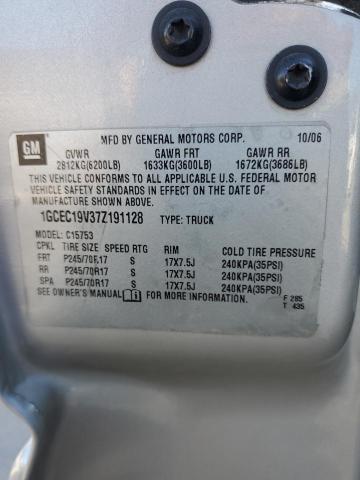 GM
MFD BY GENERAL MOTORS CORP. 10/06
GVWR GAWR FRT GAWR RR
2812KG(6200LB) 1633KG(3600LB) 1672KG(3686LB)
THIS VEHICLE CONFORMS TO ALL APPLICABLE U.S. FEDERAL MOTOR
VEHICLE SAFETY STANDARDS IN EFFECT ON THE DATE OF
MANUFACTURE SHOWN ABOVE.
1GCEC19V37Z191128 TYPE: TRUCK
MODEL: C15753
CPKL TIRE SIZE SPEED RTG RIM COLD TIRE PRESSURE
FRT P245/70R17 S 17X7.5J 240KPA(35PSI)
RR P245/70R17 S 17X7.5J 240KPA(35PSI)
SPA P245/70R17 S 17X7.5J 240KPA(35PSI)
SEE OWNER'S MANUAL FOR MORE INFORMATION. F 285
T 435